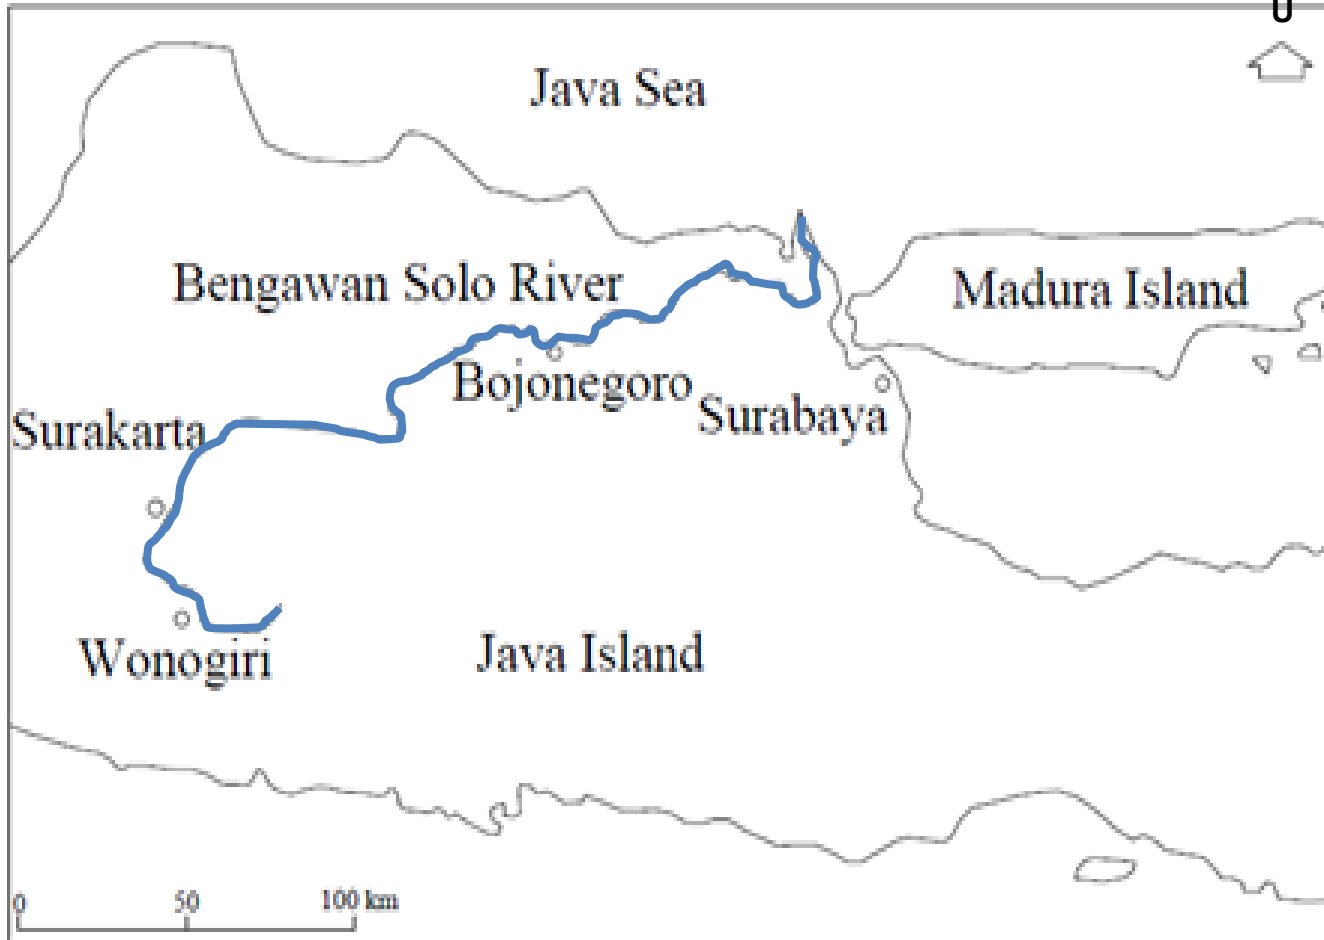 U
Java Sea
Bengawan Solo River
Madura Island
Bojonegoro
Surabaya
Surakarta
Wonogiri
Java Island
0 50 100 km